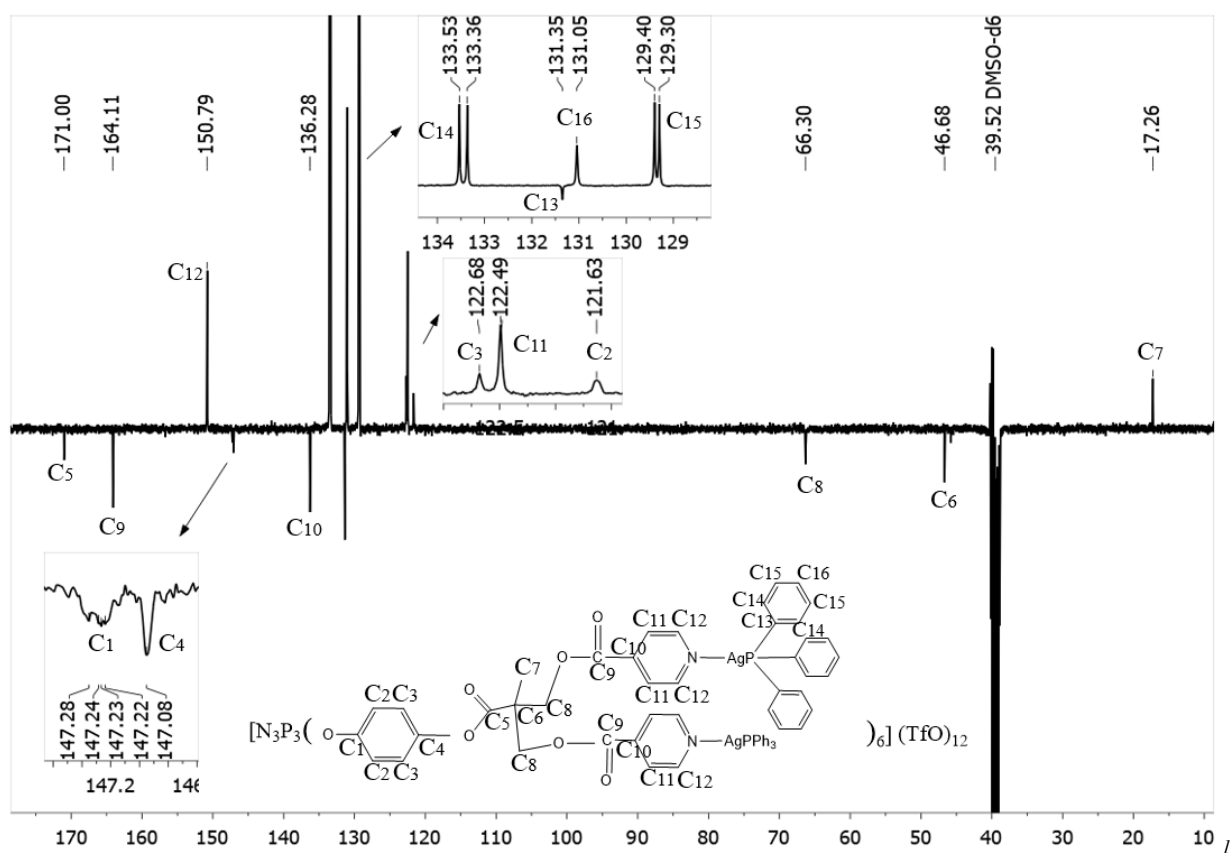 171.00
164.11
150.79
136.28
66.30
46.68
39.52 DMSO-d6
17.26
133.53
133.36
131.35
131.05
129.40
129.30
C14
C16
C15
C13
134 133 132 131 130 129
122.68
122.49
121.63
C3
C11
C2
122.5 121
C12
C7
C5
C9
C10
C8
C6
C1
C4
147.28
147.24
147.23
147.22
147.08
147.2 146
C15 C16
C14 C15
C13 C14
O C11 C12
C7 O C C10 N AgP
C9
O C11 C12
C2 C3 C8 C9
[N3P3( O C5 C6 O N AgPPh3 )6] (TfO)12
C1 C4 O C10
C2 C3 C8 O C11 C12
170 160 150 140 130 120 110 100 90 80 70 60 50 40 30 20 10